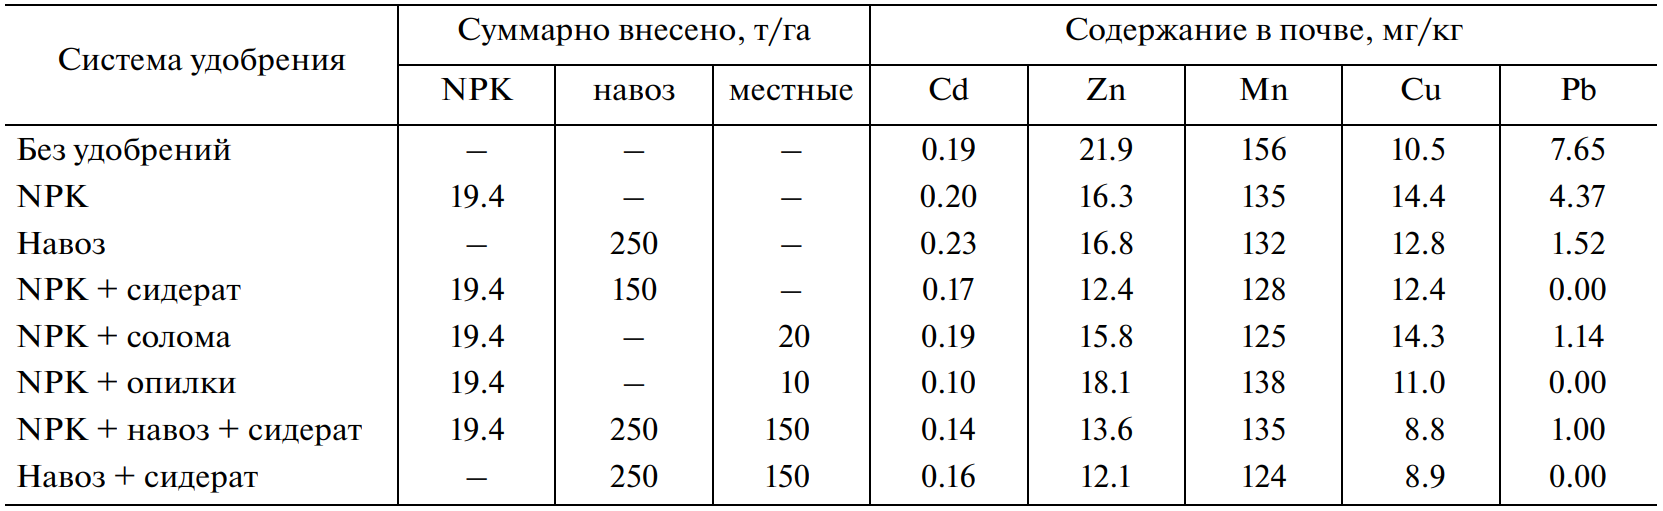 Система удобрения Суммарно внесено, т/га Содержание в почве, мг/кг
NPK навоз местные Cd Zn Mn Cu Pb
Без удобрений – – – 0.19 21.9 156 10.5 7.65
NPK 19.4 – – 0.20 16.3 135 14.4 4.37
Навоз – 250 – 0.23 16.8 132 12.8 1.52
NPK + сидерат 19.4 150 – 0.17 12.4 128 12.4 0.00
NPK + солома 19.4 – 20 0.19 15.8 125 14.3 1.14
NPK + опилки 19.4 – 10 0.10 18.1 138 11.0 0.00
NPK + навоз + сидерат 19.4 250 150 0.14 13.6 135 8.8 1.00
Навоз + сидерат – 250 150 0.16 12.1 124 8.9 0.00